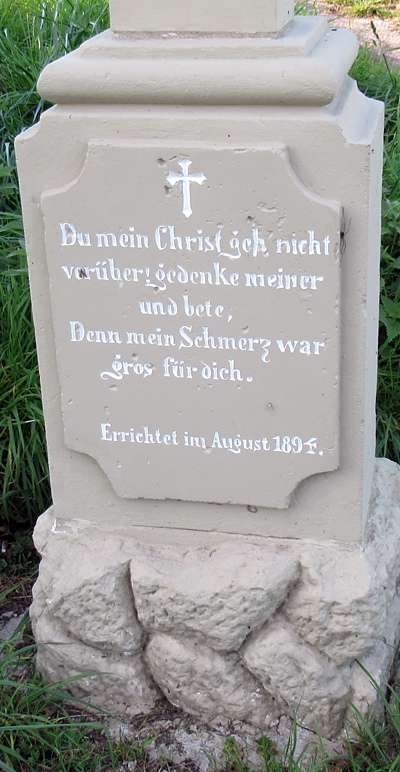 Du mein Christ geh nicht
vorüber! gedenke meiner
und bete,
Denn mein Schmerz war
gros für dich.
Errichtet im August 1894.